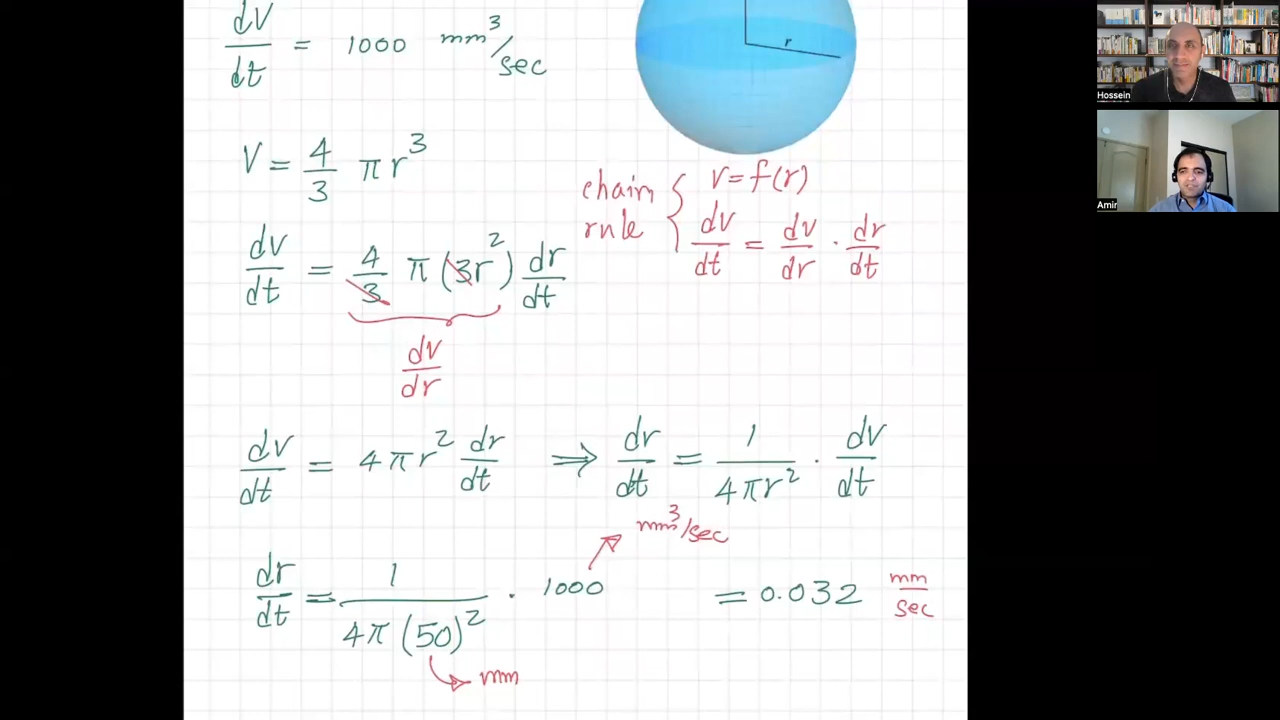 dV/dt = 1000 mm³/sec
r
V = 4/3 πr³
chain rule { V = f(r)
dv/dt = dv/dr · dr/dt
dv/dt = 4/3 π (3r²) dr/dt
dv/dr
dv/dt = 4πr² dr/dt ⇒ dr/dt = 1/4πr² · dv/dt
mm³/sec
dr/dt = 1/4π(50)² · 1000 = 0.032 mm/sec
mm
Hossein
Amir